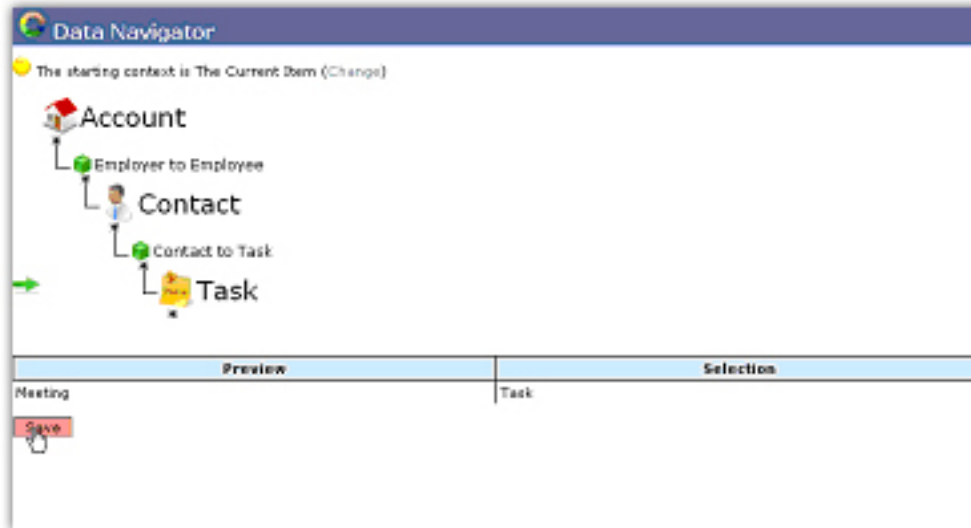 Data Navigator
The starting context is The Current Item (Change)
Account
Employer to Employee
Contact
Contact to Task
Task
Preview Selection
Meeting Task
Save